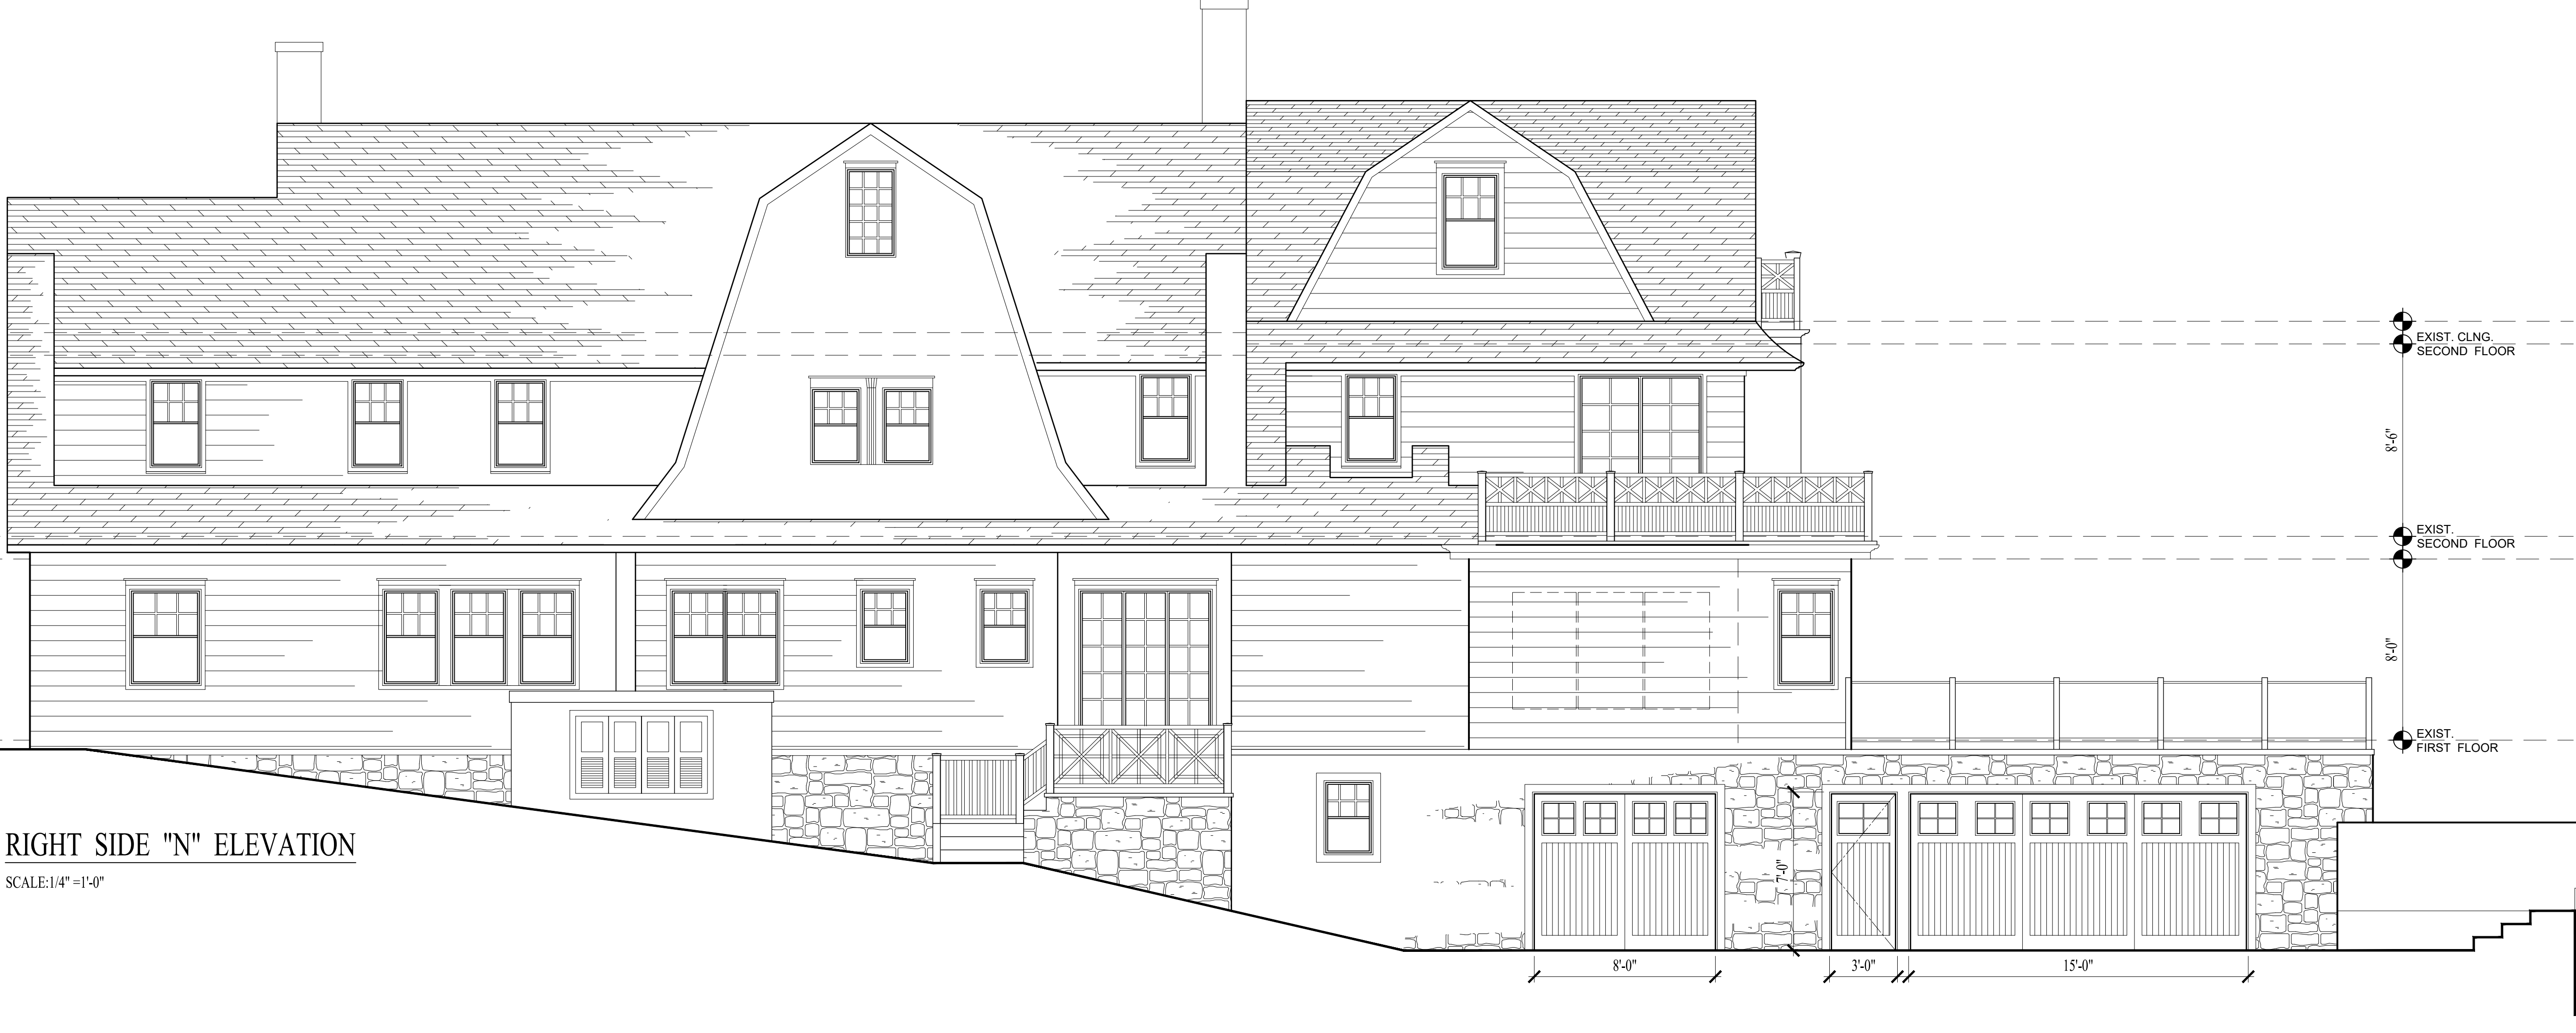 EXIST. CLNG.
SECOND FLOOR
8'-6"
EXIST.
SECOND FLOOR
8'-0"
EXIST.
FIRST FLOOR
RIGHT SIDE "N" ELEVATION
SCALE:1/4" =1'-0"
7'-0"
8'-0"
3'-0"
15'-0"